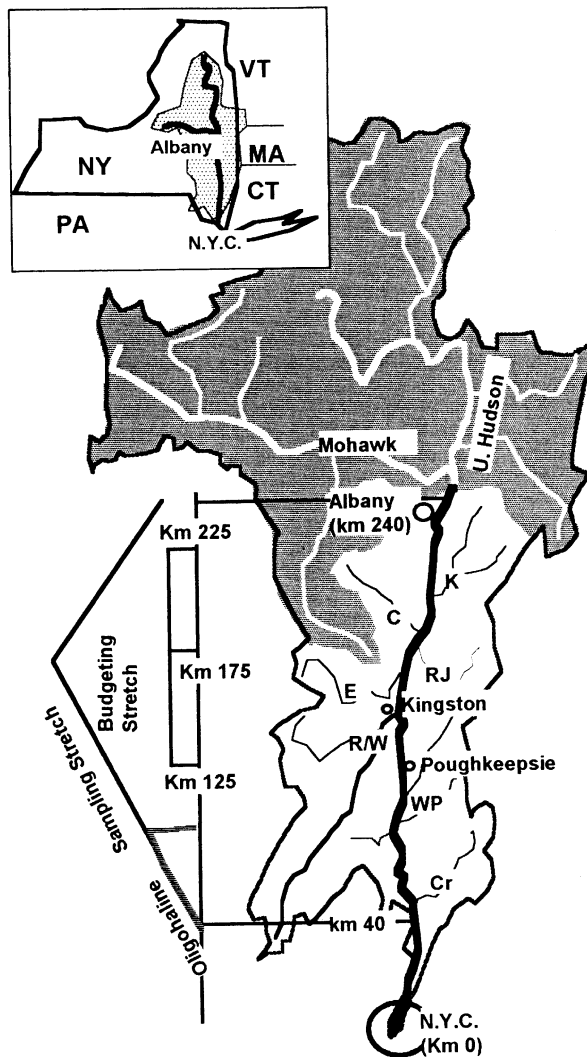 VT
Albany
NY
MA
CT
PA
N.Y.C.
U. Hudson
Mohawk
Albany
(km 240)
Km 225
K
C
Km 175
RJ
E
Kingston
Budgeting
Stretch
R/W
Poughkeepsie
Km 125
WP
Sampling Stretch
Cr
Oligohaline
km 40
N.Y.C.
(Km 0)